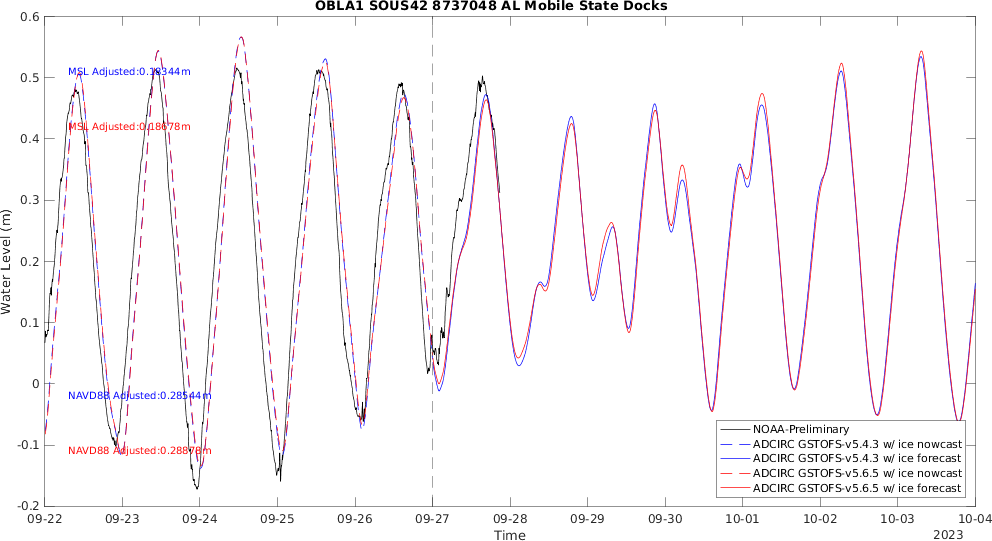 OBLA1 SOUS42 8737048 AL Mobile State Docks
0.6
0.5
0.4
0.3
0.2
0.1
0
-0.1
-0.2
Water Level (m)
MSL Adjusted:0.18344m
MSL Adjusted:0.18678m
NAVD88 Adjusted:0.28544m
NAVD88 Adjusted:0.28878m
NOAA-Preliminary
ADCIRC GSTOFS-v5.4.3 w/ ice nowcast
ADCIRC GSTOFS-v5.4.3 w/ ice forecast
ADCIRC GSTOFS-v5.6.5 w/ ice nowcast
ADCIRC GSTOFS-v5.6.5 w/ ice forecast
09-22 09-23 09-24 09-25 09-26 09-27 09-28 09-29 09-30 10-01 10-02 10-03 10-04
Time
2023